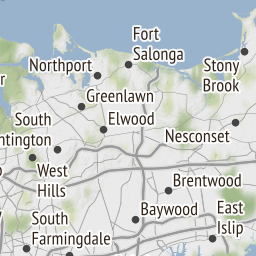 Fort
Salonga
Northport
Stony
Brook
Greenlawn
Elwood
Nesconset
South
ntington
West
Hills
Brentwood
Baywood
East
Islip
South
Farmingdale